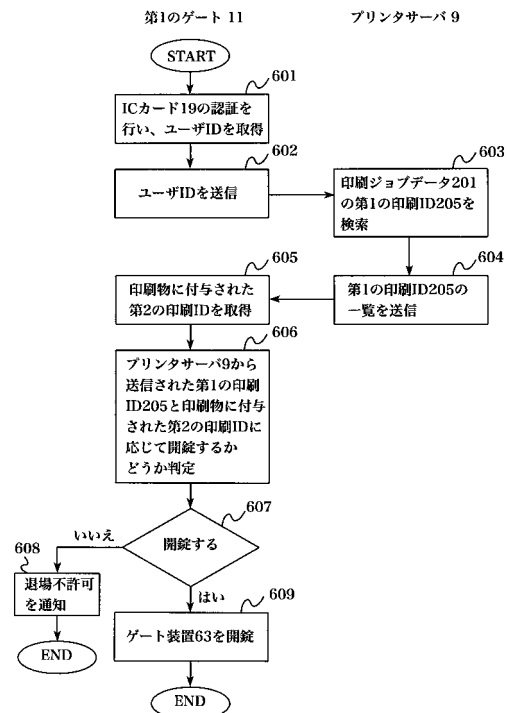 第1のゲート 11
プリンタサーバ 9
START
601
ICカード19の認証を
行い、ユーザIDを取得
602
ユーザIDを送信
603
印刷ジョブデータ201
の第1の印刷ID205を
検索
604
第1の印刷ID205の
一覧を送信
605
印刷物に付与された
第2の印刷IDを取得
606
プリンタサーバ9から
送信された第1の印刷
ID205と印刷物に付与
された第2の印刷IDに
応じて開錠するか
どうか判定
607
開錠する
いいえ
608
退場不許可
を通知
END
はい
609
ゲート装置63を開錠
END